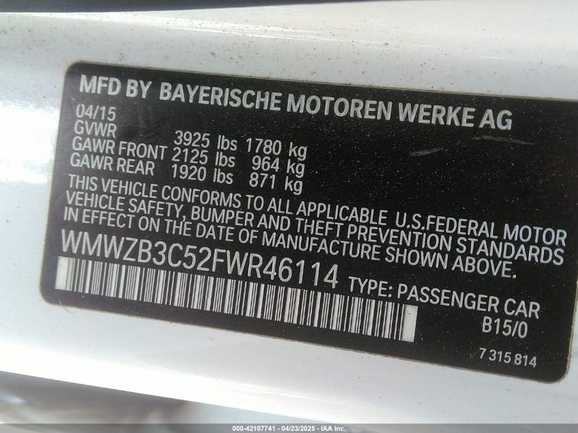 MFD BY BAYERISCHE MOTOREN WERKE AG
04/15
GVWR 3925 lbs 1780 kg
GAWR FRONT 2125 lbs 964 kg
GAWR REAR 1920 lbs 871 kg
THIS VEHICLE CONFORMS TO ALL APPLICABLE U.S.FEDERAL MOTOR
VEHICLE SAFETY, BUMPER AND THEFT PREVENTION STANDARDS
IN EFFECT ON THE DATE OF MANUFACTURE SHOWN ABOVE.
WMWZB3C52FWR46114 TYPE: PASSENGER CAR
B15/0
7 315 814
000-42107741 - 04/23/2025 - IAA Inc.